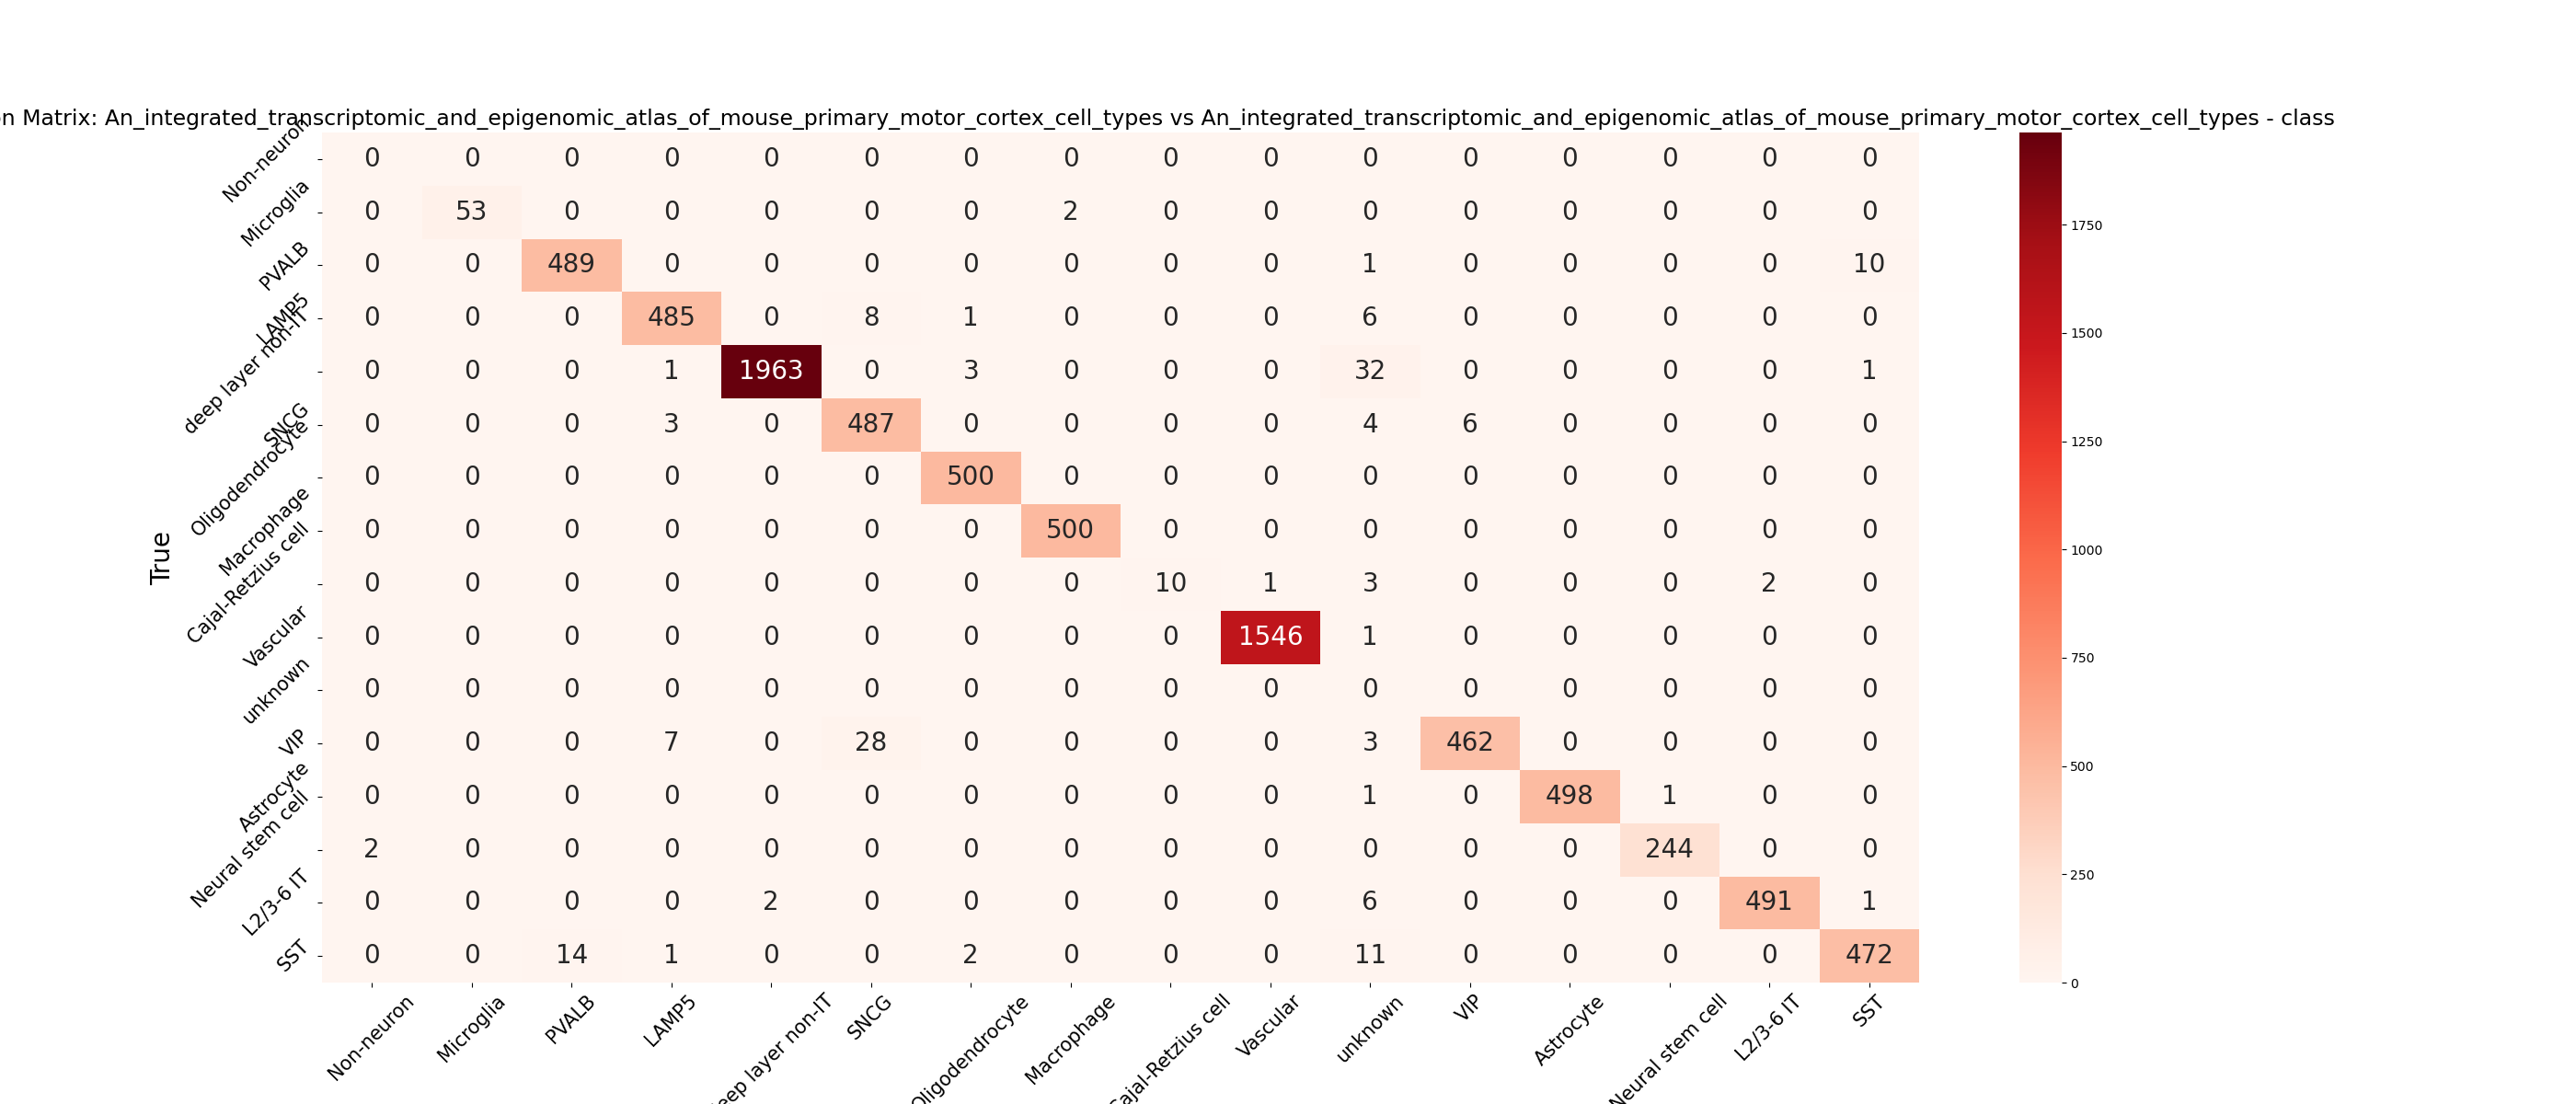 n Matrix: An_integrated_transcriptomic_and_epigenomic_atlas_of_mouse_primary_motor_cortex_cell_types vs An_integrated_transcriptomic_and_epigenomic_atlas_of_mouse_primary_motor_cortex_cell_types - class
Non-neuron 0 0 0 0 0 0 0 0 0 0 0 0 0 0 0 0
Microglia 0 53 0 0 0 0 0 2 0 0 0 0 0 0 0 0
PVALB 0 0 489 0 0 0 0 0 0 0 1 0 0 0 0 10
LAMP5 0 0 0 485 0 8 1 0 0 0 6 0 0 0 0 0
deep layer non-IT 0 0 0 1 1963 0 3 0 0 0 32 0 0 0 0 1
SNCG 0 0 0 3 0 487 0 0 0 0 4 6 0 0 0 0
Oligodendrocyte 0 0 0 0 0 0 500 0 0 0 0 0 0 0 0 0
Macrophage 0 0 0 0 0 0 0 500 0 0 0 0 0 0 0 0
Cajal-Retzius cell 0 0 0 0 0 0 0 0 10 1 3 0 0 0 2 0
Vascular 0 0 0 0 0 0 0 0 0 1546 1 0 0 0 0 0
unknown 0 0 0 0 0 0 0 0 0 0 0 0 0 0 0 0
VIP 0 0 0 7 0 28 0 0 0 0 3 462 0 0 0 0
Astrocyte 0 0 0 0 0 0 0 0 0 0 1 0 498 1 0 0
Neural stem cell 2 0 0 0 0 0 0 0 0 0 0 0 0 244 0 0
L2/3-6 IT 0 0 0 0 2 0 0 0 0 0 6 0 0 0 491 1
SST 0 0 14 1 0 0 2 0 0 0 11 0 0 0 0 472
True
Non-neuron
Microglia
PVALB
LAMP5
eep layer non-IT
SNCG
Oligodendrocyte
Macrophage
Cajal-Retzius cell
Vascular
unknown
VIP
Astrocyte
Neural stem cell
L2/3-6 IT
SST
1750
1500
1250
1000
750
500
250
0